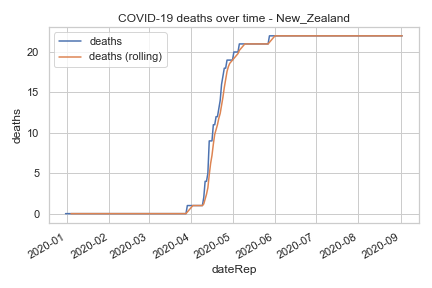 COVID-19 deaths over time - New_Zealand
deaths
deaths (rolling)
20
15
10
5
0
deaths
2020-01
2020-02
2020-03
2020-04
2020-05
2020-06
2020-07
2020-08
2020-09
dateRep